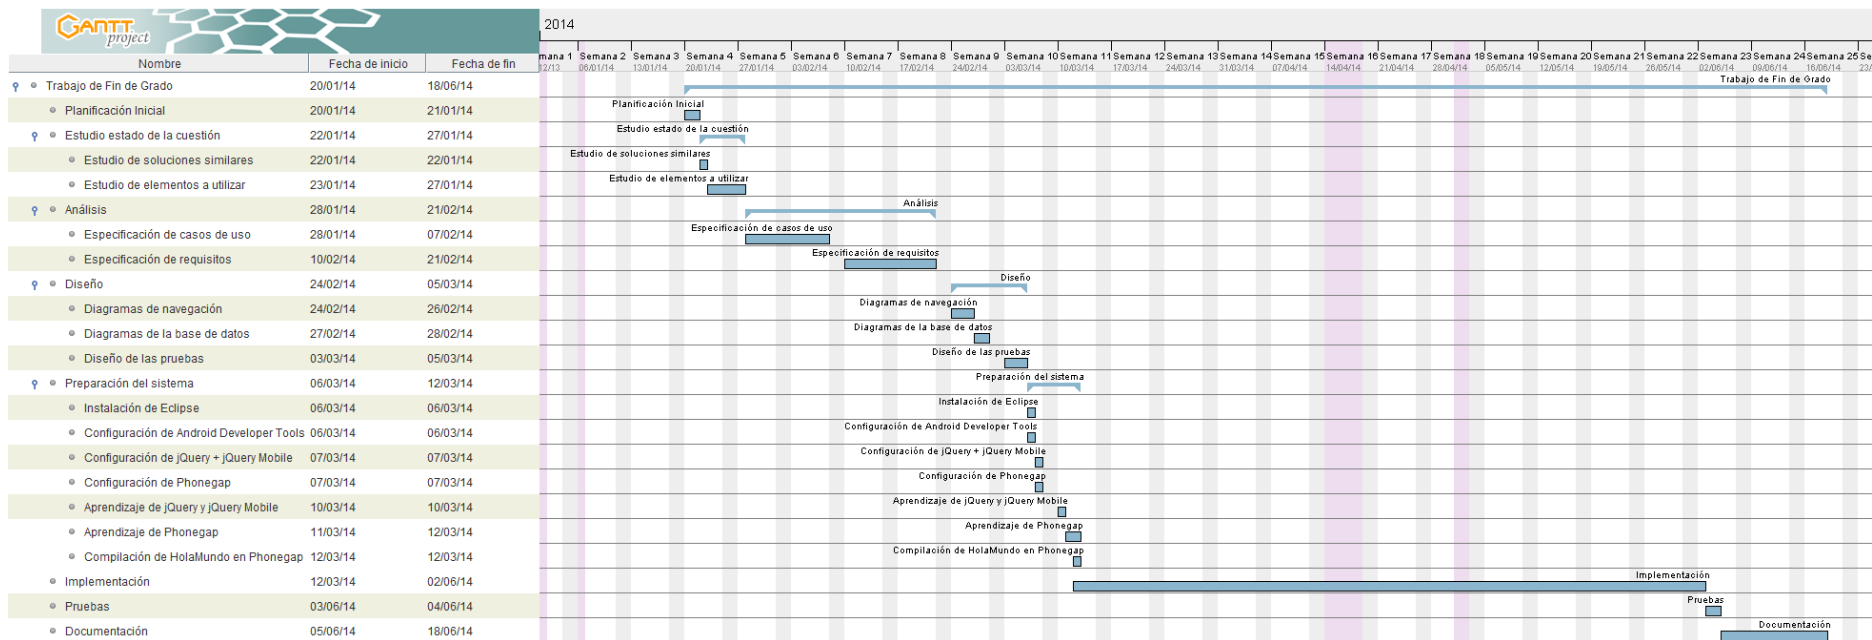 GANTT project
2014
mana 1 Semana 2 Semana 3 Semana 4 Semana 5 Semana 6 Semana 7 Semana 8 Semana 9 Semana 10 Semana 11 Semana 12 Semana 13 Semana 14 Semana 15 Semana 16 Semana 17 Semana 18 Semana 19 Semana 20 Semana 21 Semana 22 Semana 23 Semana 24 Semana 25 Se
12/13 06/01/14 13/01/14 20/01/14 27/01/14 03/02/14 10/02/14 17/02/14 24/02/14 03/03/14 10/03/14 17/03/14 24/03/14 31/03/14 07/04/14 14/04/14 21/04/14 28/04/14 05/05/14 12/05/14 19/05/14 26/05/14 02/06/14 09/06/14 16/06/14 23/
Nombre Fecha de inicio Fecha de fin
Trabajo de Fin de Grado 20/01/14 18/06/14 Trabajo de Fin de Grado
Planificación Inicial 20/01/14 21/01/14 Planificación Inicial
Estudio estado de la cuestión 22/01/14 27/01/14 Estudio estado de la cuestión
Estudio de soluciones similares 22/01/14 22/01/14 Estudio de soluciones similares
Estudio de elementos a utilizar 23/01/14 27/01/14 Estudio de elementos a utilizar
Análisis 28/01/14 21/02/14 Análisis
Especificación de casos de uso 28/01/14 07/02/14 Especificación de casos de uso
Especificación de requisitos 10/02/14 21/02/14 Especificación de requisitos
Diseño 24/02/14 05/03/14 Diseño
Diagramas de navegación 24/02/14 26/02/14 Diagramas de navegación
Diagramas de la base de datos 27/02/14 28/02/14 Diagramas de la base de datos
Diseño de las pruebas 03/03/14 05/03/14 Diseño de las pruebas
Preparación del sistema 06/03/14 12/03/14 Preparación del sistema
Instalación de Eclipse 06/03/14 06/03/14 Instalación de Eclipse
Configuración de Android Developer Tools 06/03/14 06/03/14 Configuración de Android Developer Tools
Configuración de jQuery + jQuery Mobile 07/03/14 07/03/14 Configuración de jQuery + jQuery Mobile
Configuración de Phonegap 07/03/14 07/03/14 Configuración de Phonegap
Aprendizaje de jQuery y jQuery Mobile 10/03/14 10/03/14 Aprendizaje de jQuery y jQuery Mobile
Aprendizaje de Phonegap 11/03/14 12/03/14 Aprendizaje de Phonegap
Compilación de HolaMundo en Phonegap 12/03/14 12/03/14 Compilación de HolaMundo en Phonegap
Implementación 12/03/14 02/06/14 Implementación
Pruebas 03/06/14 04/06/14 Pruebas
Documentación 05/06/14 18/06/14 Documentación